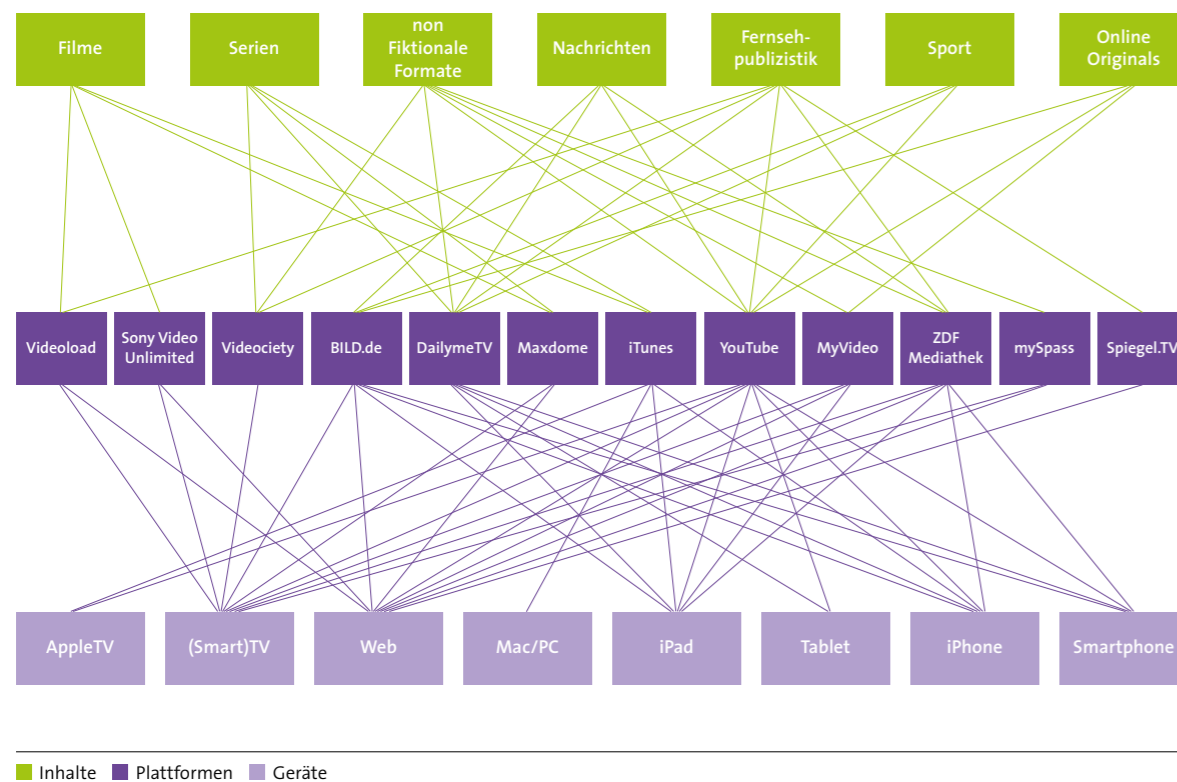 Filme
Serien
non
Fiktionale
Formate
Nachrichten
Fernseh-
publizistik
Sport
Online
Originals
Videoload
Sony Video
Unlimited
Videociety
BILD.de
DailymeTV
Maxdome
iTunes
YouTube
MyVideo
ZDF
Mediathek
mySpass
Spiegel.TV
AppleTV
(Smart)TV
Web
Mac/PC
iPad
Tablet
iPhone
Smartphone
Inhalte
Plattformen
Geräte